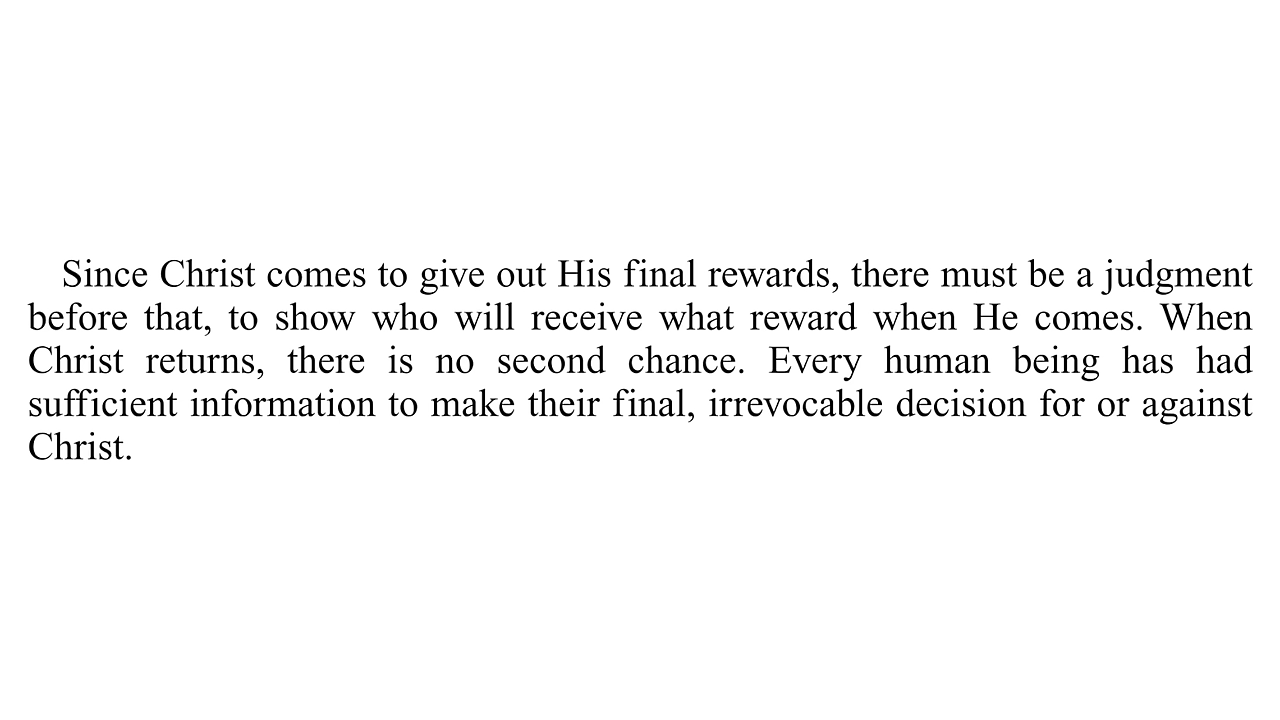 Since Christ comes to give out His final rewards, there must be a judgment
before that, to show who will receive what reward when He comes. When
Christ returns, there is no second chance. Every human being has had
sufficient information to make their final, irrevocable decision for or against
Christ.